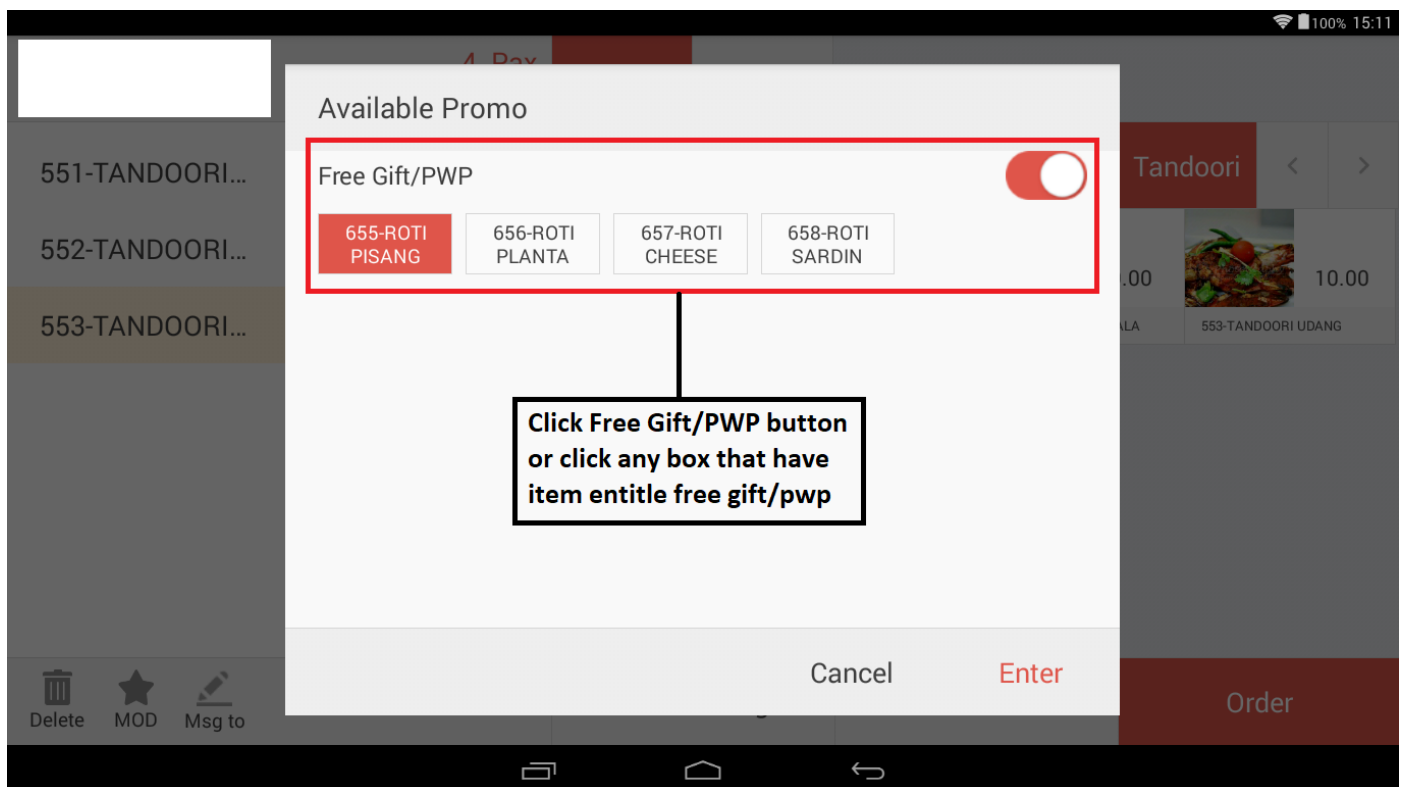 100% 15:11
4 Pax
Available Promo
551-TANDOORI...
552-TANDOORI...
553-TANDOORI...
Free Gift/PWP
655-ROTI
PISANG
656-ROTI
PLANTA
657-ROTI
CHEESE
658-ROTI
SARDIN
Tandoori
< >
.00
10.00
ALA
553-TANDOORI UDANG
Click Free Gift/PWP button
or click any box that have
item entitle free gift/pwp
Cancel
Enter
Delete
MOD
Msg to
Order